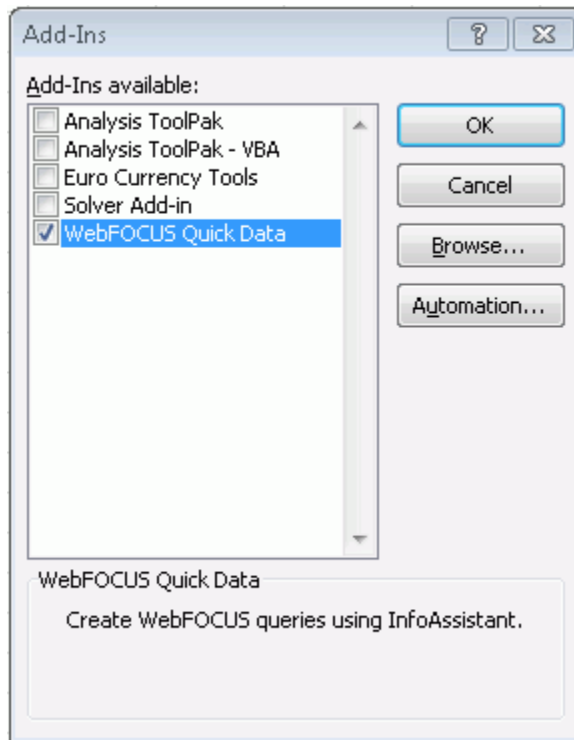 Add-Ins
Add-Ins available:
Analysis ToolPak
Analysis ToolPak - VBA
Euro Currency Tools
Solver Add-in
WebFOCUS Quick Data
OK
Cancel
Browse...
Automation...
WebFOCUS Quick Data
Create WebFOCUS queries using InfoAssistant.